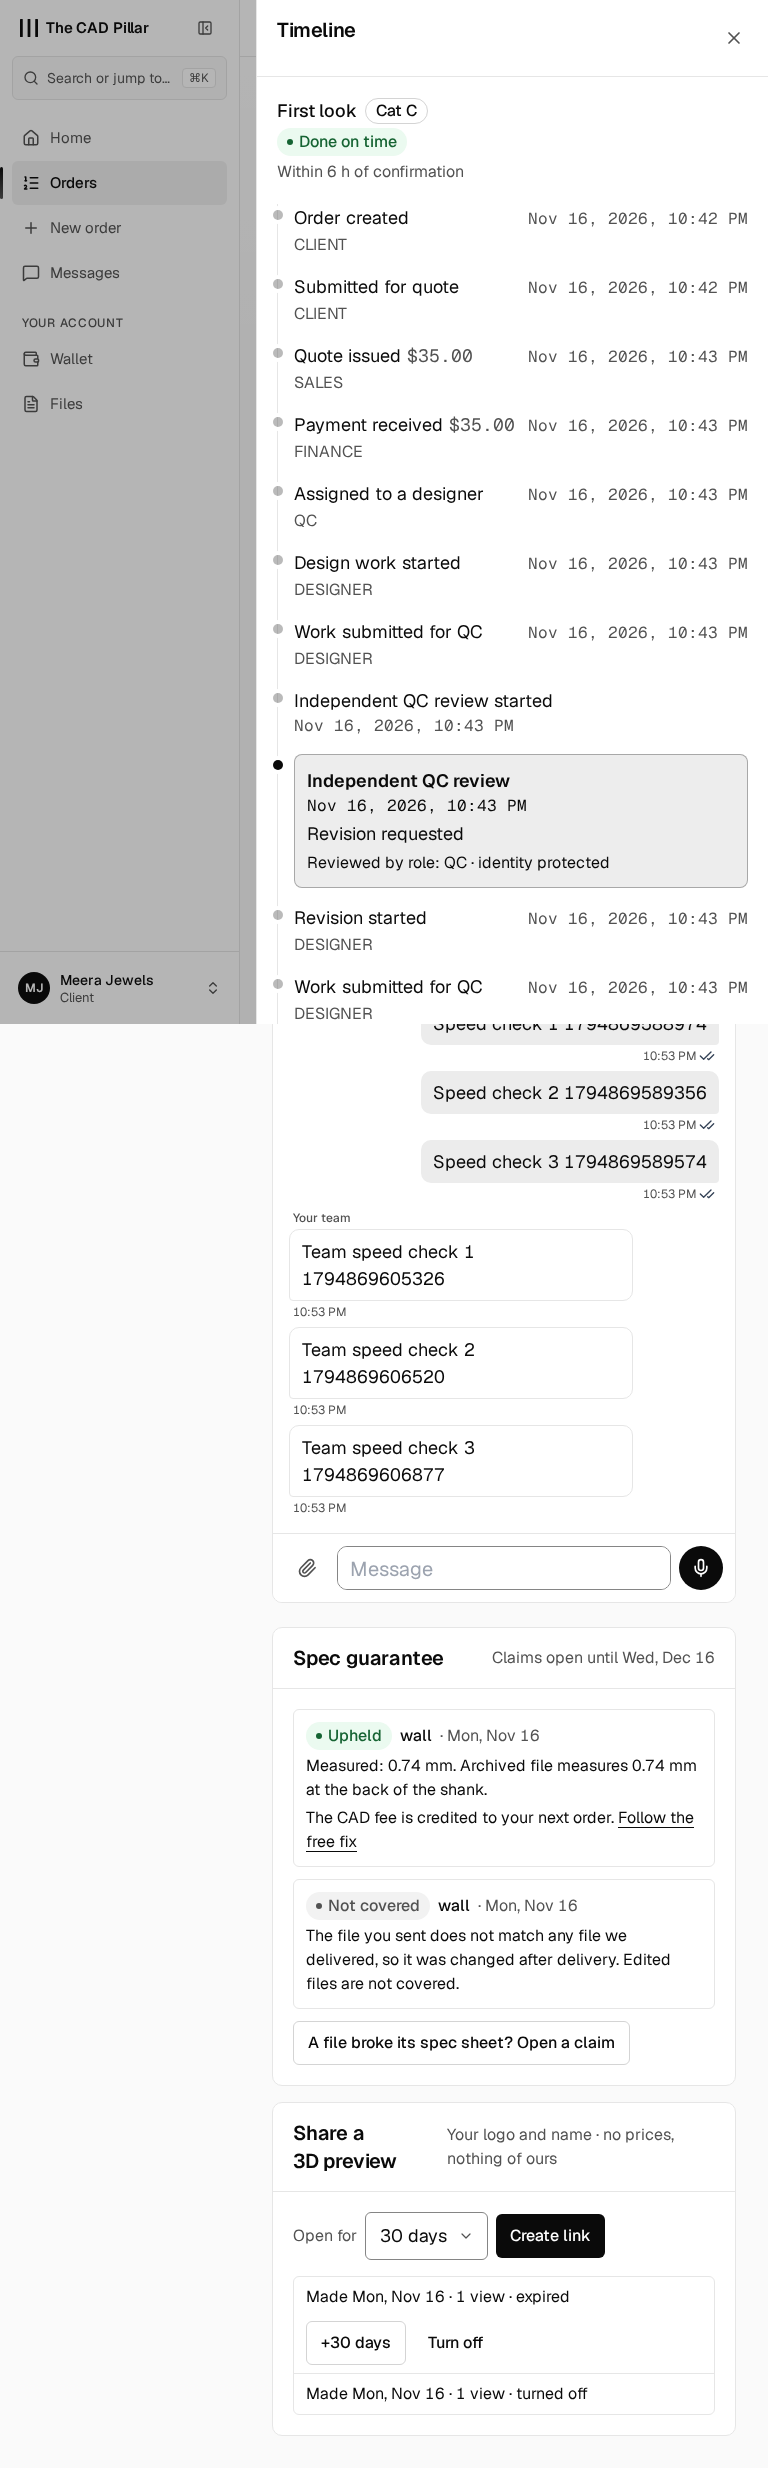 The CAD Pillar
Search or jump to... ⌘K
Home
Orders
New order
Messages
YOUR ACCOUNT
Wallet
Files
MJ
Meera Jewels
Client
Timeline
First look Cat C
Done on time
Within 6 h of confirmation
Order created Nov 16, 2026, 10:42 PM
CLIENT
Submitted for quote Nov 16, 2026, 10:42 PM
CLIENT
Quote issued $35.00 Nov 16, 2026, 10:43 PM
SALES
Payment received $35.00 Nov 16, 2026, 10:43 PM
FINANCE
Assigned to a designer Nov 16, 2026, 10:43 PM
QC
Design work started Nov 16, 2026, 10:43 PM
DESIGNER
Work submitted for QC Nov 16, 2026, 10:43 PM
DESIGNER
Independent QC review started
Nov 16, 2026, 10:43 PM
Independent QC review
Nov 16, 2026, 10:43 PM
Revision requested
Reviewed by role: QC · identity protected
Revision started Nov 16, 2026, 10:43 PM
DESIGNER
Work submitted for QC Nov 16, 2026, 10:43 PM
DESIGNER
Speed check 1 1794869588974
10:53 PM
Speed check 2 1794869589356
10:53 PM
Speed check 3 1794869589574
10:53 PM
Your team
Team speed check 1
1794869605326
10:53 PM
Team speed check 2
1794869606520
10:53 PM
Team speed check 3
1794869606877
10:53 PM
Message
Spec guarantee Claims open until Wed, Dec 16
Upheld wall · Mon, Nov 16
Measured: 0.74 mm. Archived file measures 0.74 mm
at the back of the shank.
The CAD fee is credited to your next order. Follow the
free fix
Not covered wall · Mon, Nov 16
The file you sent does not match any file we
delivered, so it was changed after delivery. Edited
files are not covered.
A file broke its spec sheet? Open a claim
Share a
3D preview
Your logo and name · no prices,
nothing of ours
Open for 30 days Create link
Made Mon, Nov 16 · 1 view · expired
+30 days Turn off
Made Mon, Nov 16 · 1 view · turned off